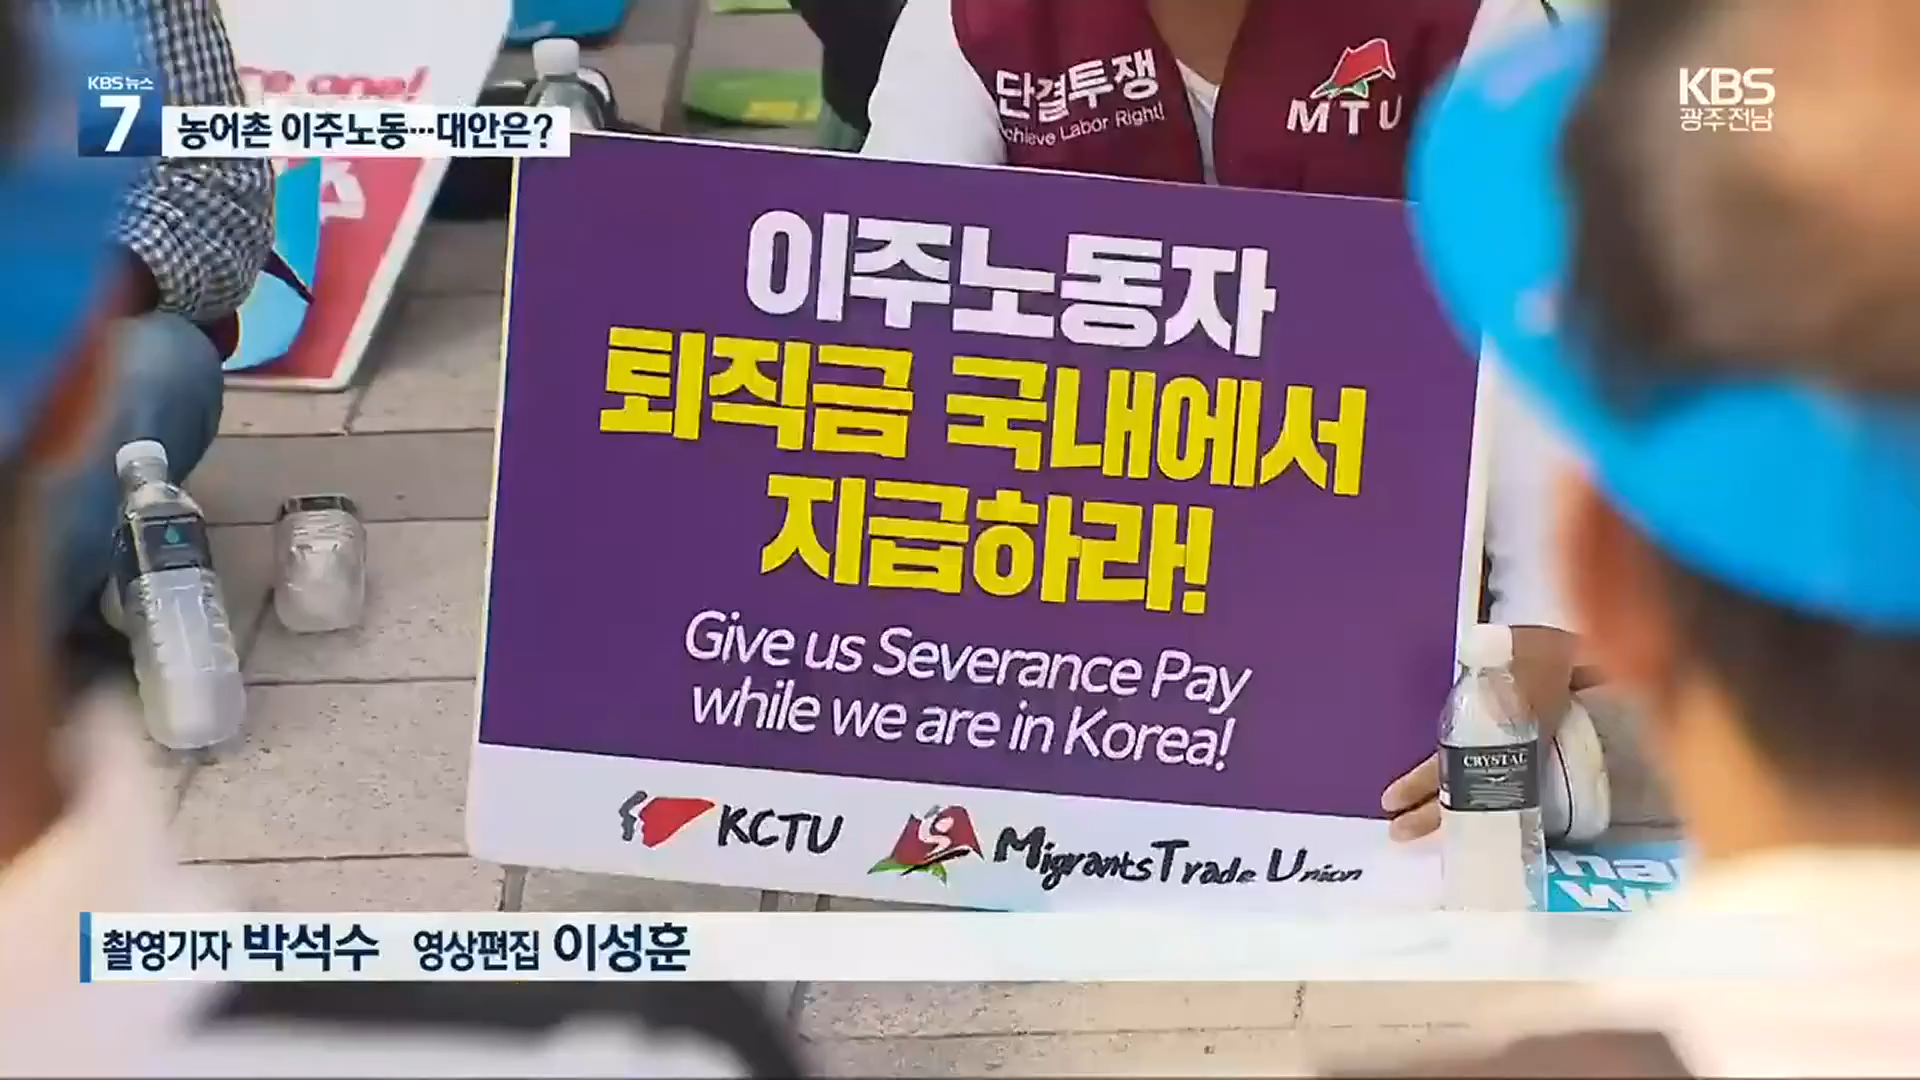 KBS 뉴스
7
농어촌 이주노동…대안은?
KBS
광주전남
단결투쟁
chieve Labor Right!
MTU
이주노동자
퇴직금 국내에서
지급하라!
Give us Severance Pay
while we are in Korea!
KCTU
Migrants Trade Union
CRYSTAL
촬영기자 박석수 영상편집 이성훈